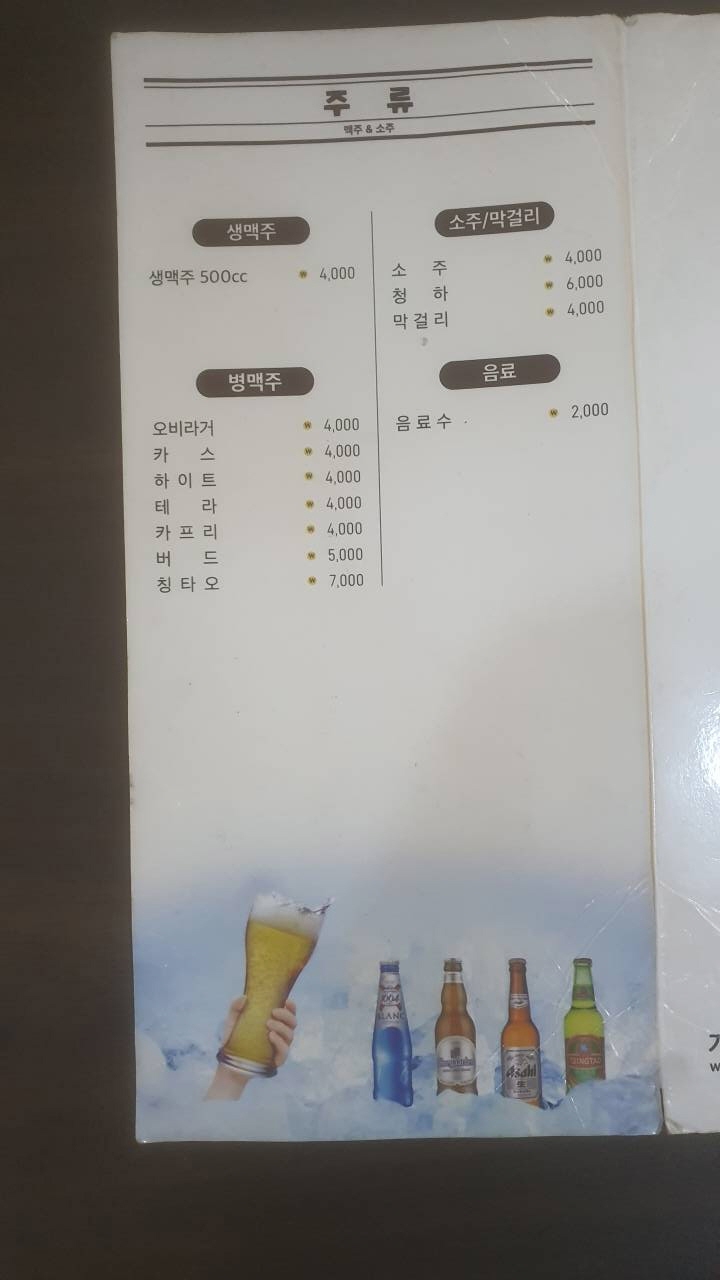 주 류
맥주 & 소주
생맥주
생맥주 500cc ₩ 4,000
병맥주
오비라거 ₩ 4,000
카 스 ₩ 4,000
하 이 트 ₩ 4,000
테 라 ₩ 4,000
카 프 리 ₩ 4,000
버 드 ₩ 5,000
칭 타 오 ₩ 7,000
소주/막걸리
소 주 ₩ 4,000
청 하 ₩ 6,000
막 걸 리 ₩ 4,000
음료
음 료 수 ₩ 2,000
1664
BLANC
Asahi
生
TSINGTAO